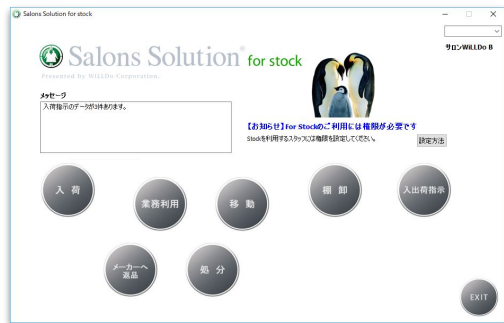 Salons Solution for stock
サロンWiLLDo B
Salons Solution® for stock
Presented by WiLLDo Corporation.
メッセージ
入荷指示のデータが3件あります。
【お知らせ】For Stockのご利用には権限が必要です
Stockを利用するスタッフには権限を設定してください。
設定方法
入 荷
業務利用
移 動
棚 卸
入出荷指示
メーカーへ
返品
処 分
EXIT